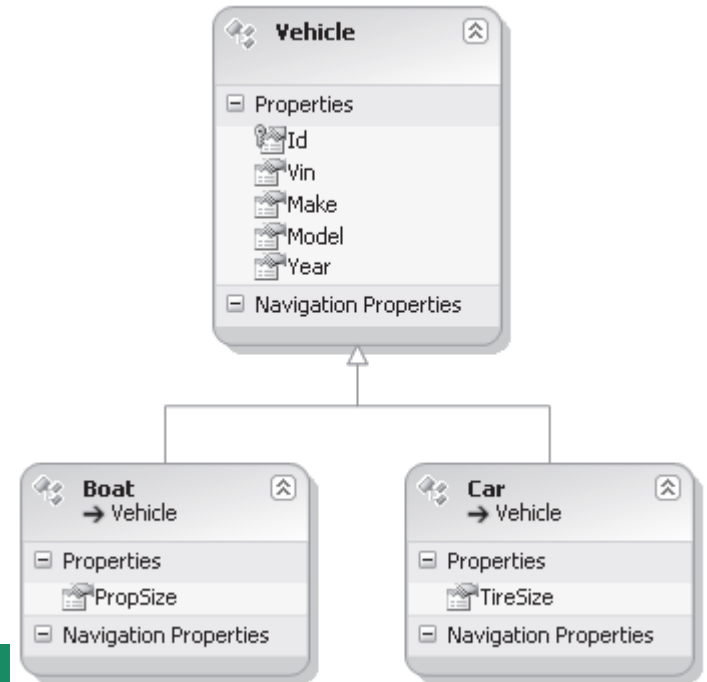 Vehicle
Properties
Id
Vin
Make
Model
Year
Navigation Properties
Boat
→ Vehicle
Properties
PropSize
Navigation Properties
Car
→ Vehicle
Properties
TireSize
Navigation Properties